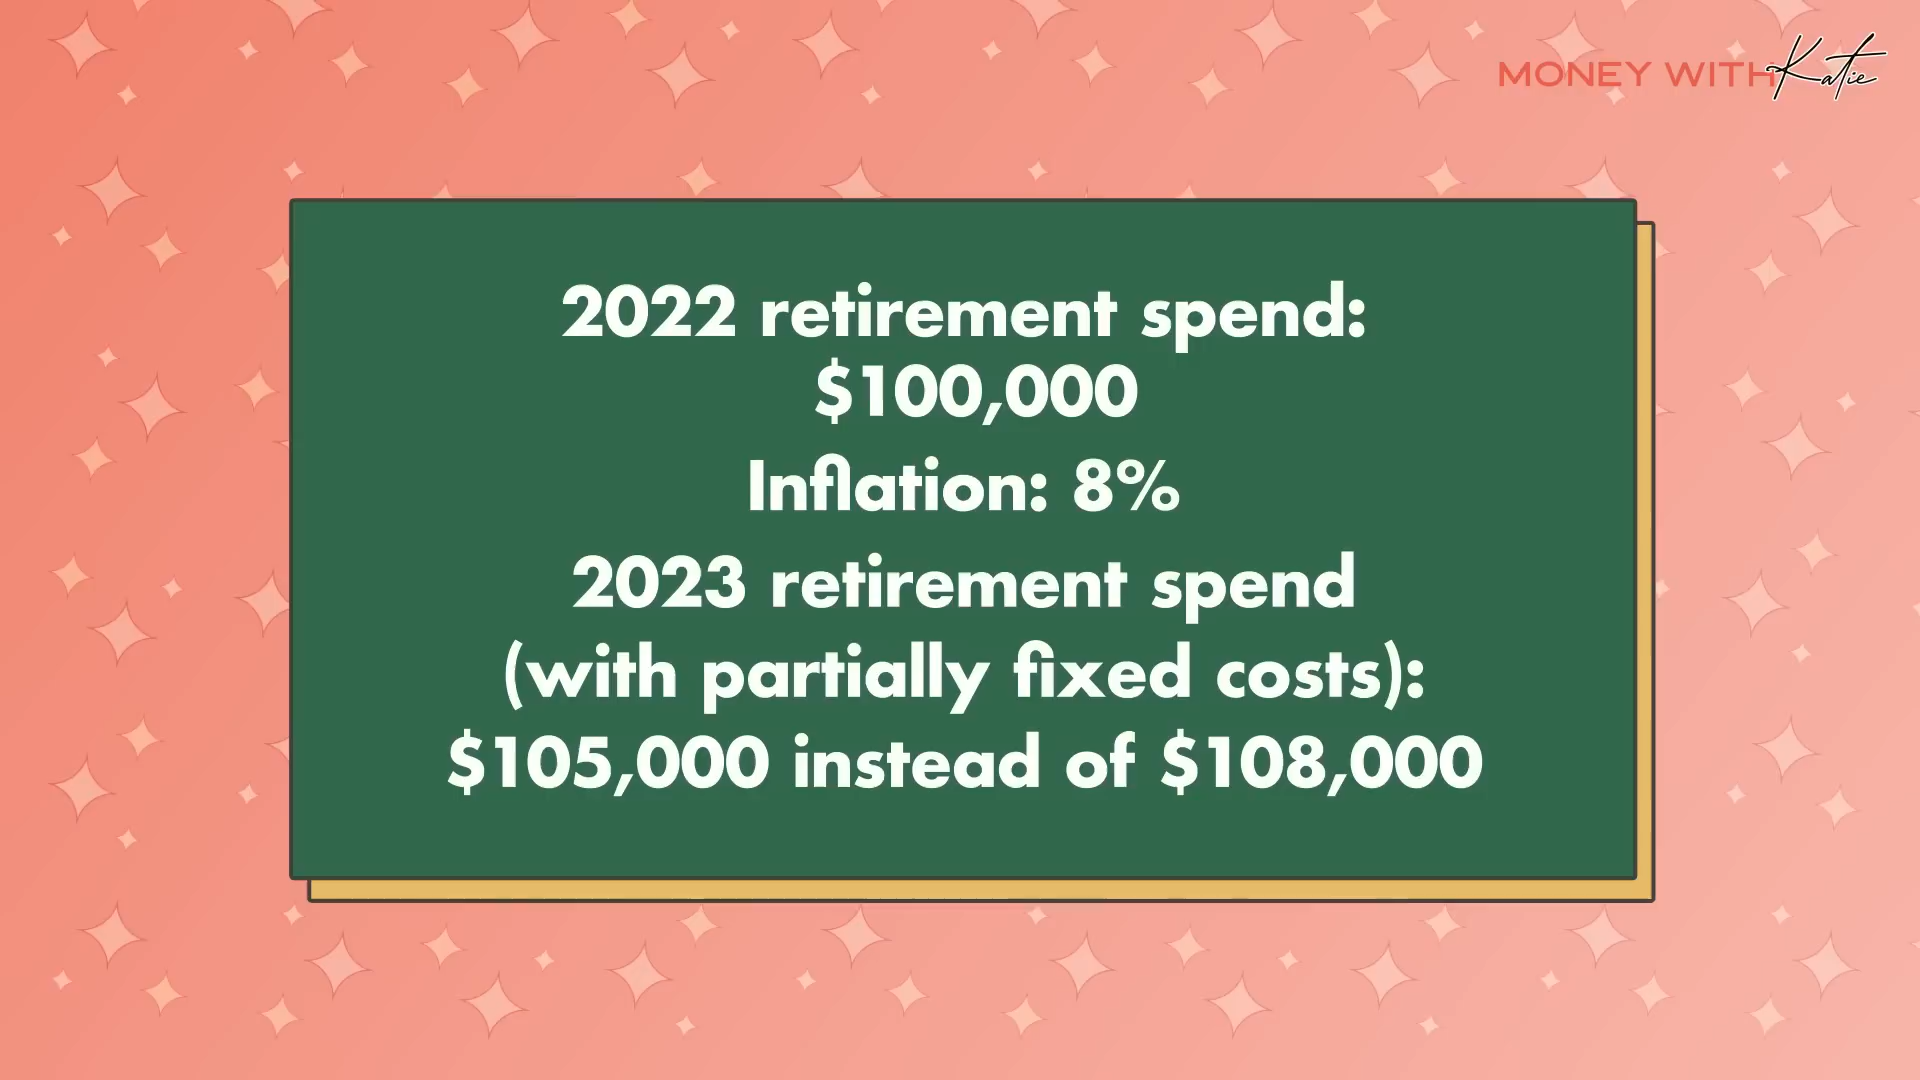 MONEY WITH Katie
2022 retirement spend:
$100,000
Inflation: 8%
2023 retirement spend
(with partially fixed costs):
$105,000 instead of $108,000